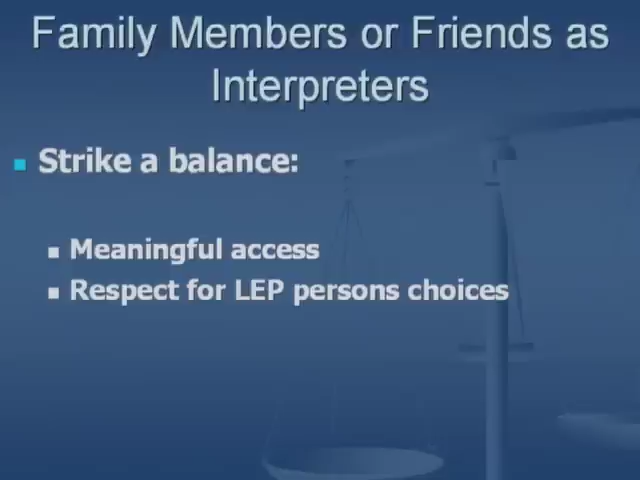 Family Members or Friends as
Interpreters
Strike a balance:
Meaningful access
Respect for LEP persons choices